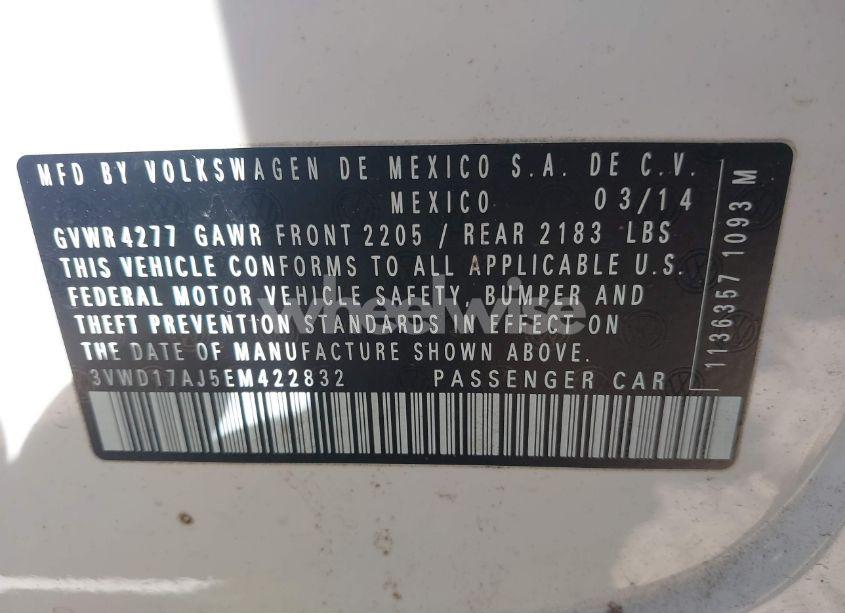 MFD BY VOLKSWAGEN DE MEXICO S.A. DE C.V.
MEXICO 03/14
GVWR4277 GAWR FRONT 2205 / REAR 2183 LBS
THIS VEHICLE CONFORMS TO ALL APPLICABLE U.S.
FEDERAL MOTOR VEHICLE SAFETY, BUMPER AND
THEFT PREVENTION STANDARDS IN EFFECT ON
THE DATE OF MANUFACTURE SHOWN ABOVE.
3VWD17AJ5EM422832 PASSENGER CAR
1136357 1093 M
wheelwise